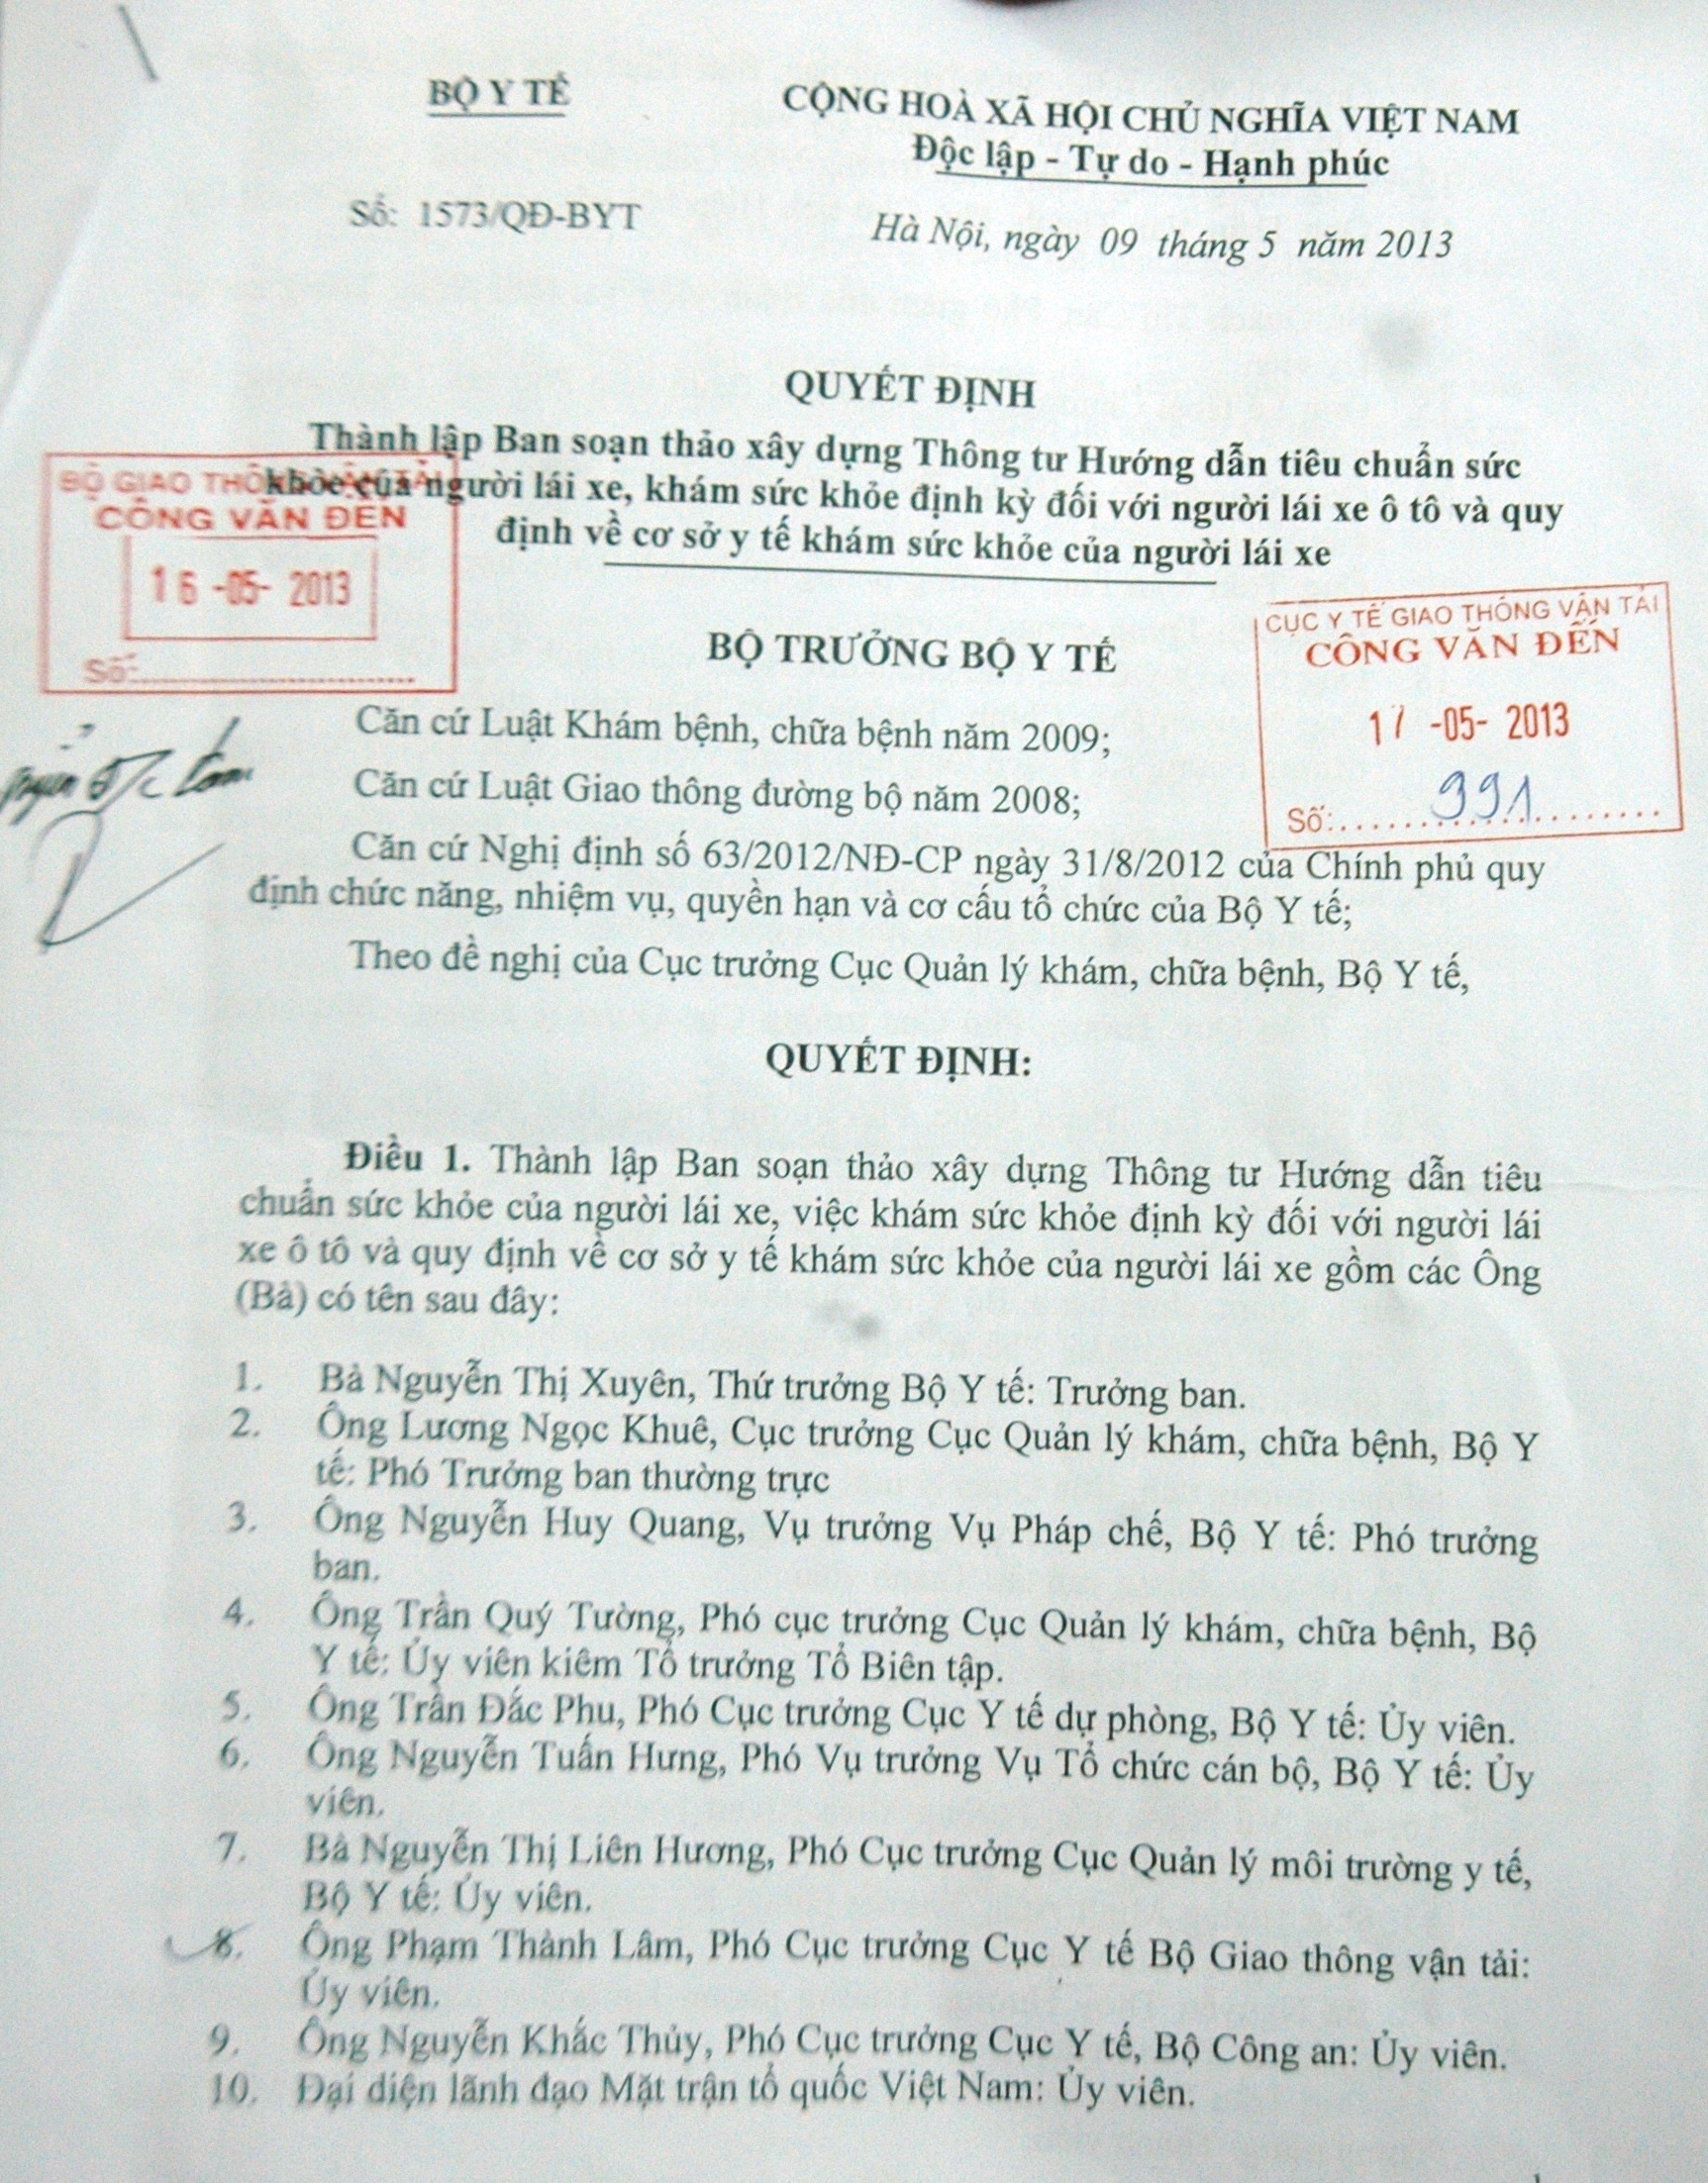 BỘ Y TẾ
CỘNG HOÀ XÃ HỘI CHỦ NGHĨA VIỆT NAM
Độc lập - Tự do - Hạnh phúc
Số: 1573/QĐ-BYT
Hà Nội, ngày 09 tháng 5 năm 2013
QUYẾT ĐỊNH
Thành lập Ban soạn thảo xây dựng Thông tư Hướng dẫn tiêu chuẩn sức
khỏe của người lái xe, khám sức khỏe định kỳ đối với người lái xe ô tô và quy
định về cơ sở y tế khám sức khỏe của người lái xe
BỘ GIAO THÔNG VẬN TẢI
CÔNG VĂN ĐẾN
16 -05- 2013
Số:
BỘ TRƯỞNG BỘ Y TẾ
CỤC Y TẾ GIAO THÔNG VẬN TẢI
CÔNG VĂN ĐẾN
17 -05- 2013
Số: 991
Căn cứ Luật Khám bệnh, chữa bệnh năm 2009;
Căn cứ Luật Giao thông đường bộ năm 2008;
Căn cứ Nghị định số 63/2012/NĐ-CP ngày 31/8/2012 của Chính phủ quy
định chức năng, nhiệm vụ, quyền hạn và cơ cấu tổ chức của Bộ Y tế;
Theo đề nghị của Cục trưởng Cục Quản lý khám, chữa bệnh, Bộ Y tế,
QUYẾT ĐỊNH:
Điều 1. Thành lập Ban soạn thảo xây dựng Thông tư Hướng dẫn tiêu
chuẩn sức khỏe của người lái xe, việc khám sức khỏe định kỳ đối với người lái
xe ô tô và quy định về cơ sở y tế khám sức khỏe của người lái xe gồm các Ông
(Bà) có tên sau đây:
1. Bà Nguyễn Thị Xuyên, Thứ trưởng Bộ Y tế: Trưởng ban.
2. Ông Lương Ngọc Khuê, Cục trưởng Cục Quản lý khám, chữa bệnh, Bộ Y
tế: Phó Trưởng ban thường trực
3. Ông Nguyễn Huy Quang, Vụ trưởng Vụ Pháp chế, Bộ Y tế: Phó trưởng
ban.
4. Ông Trần Quý Tường, Phó cục trưởng Cục Quản lý khám, chữa bệnh, Bộ
Y tế: Ủy viên kiêm Tổ trưởng Tổ Biên tập.
5. Ông Trần Đắc Phu, Phó Cục trưởng Cục Y tế dự phòng, Bộ Y tế: Ủy viên.
6. Ông Nguyễn Tuấn Hưng, Phó Vụ trưởng Vụ Tổ chức cán bộ, Bộ Y tế: Ủy
viên.
7. Bà Nguyễn Thị Liên Hương, Phó Cục trưởng Cục Quản lý môi trường y tế,
Bộ Y tế: Ủy viên.
8. Ông Phạm Thành Lâm, Phó Cục trưởng Cục Y tế Bộ Giao thông vận tải:
Ủy viên.
9. Ông Nguyễn Khắc Thủy, Phó Cục trưởng Cục Y tế, Bộ Công an: Ủy viên.
10. Đại diện lãnh đạo Mặt trận tổ quốc Việt Nam: Ủy viên.